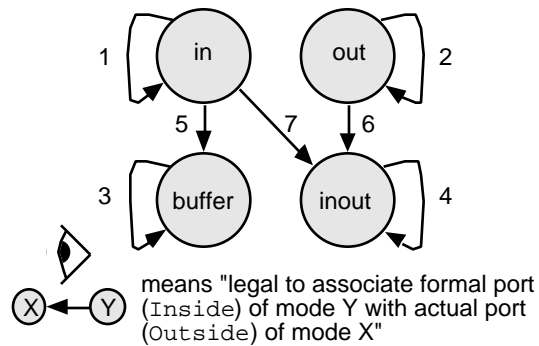 1
in
out
2
5
7
6
3
buffer
inout
4
X
Y
means "legal to associate formal port
(Inside) of mode Y with actual port
(Outside) of mode X"